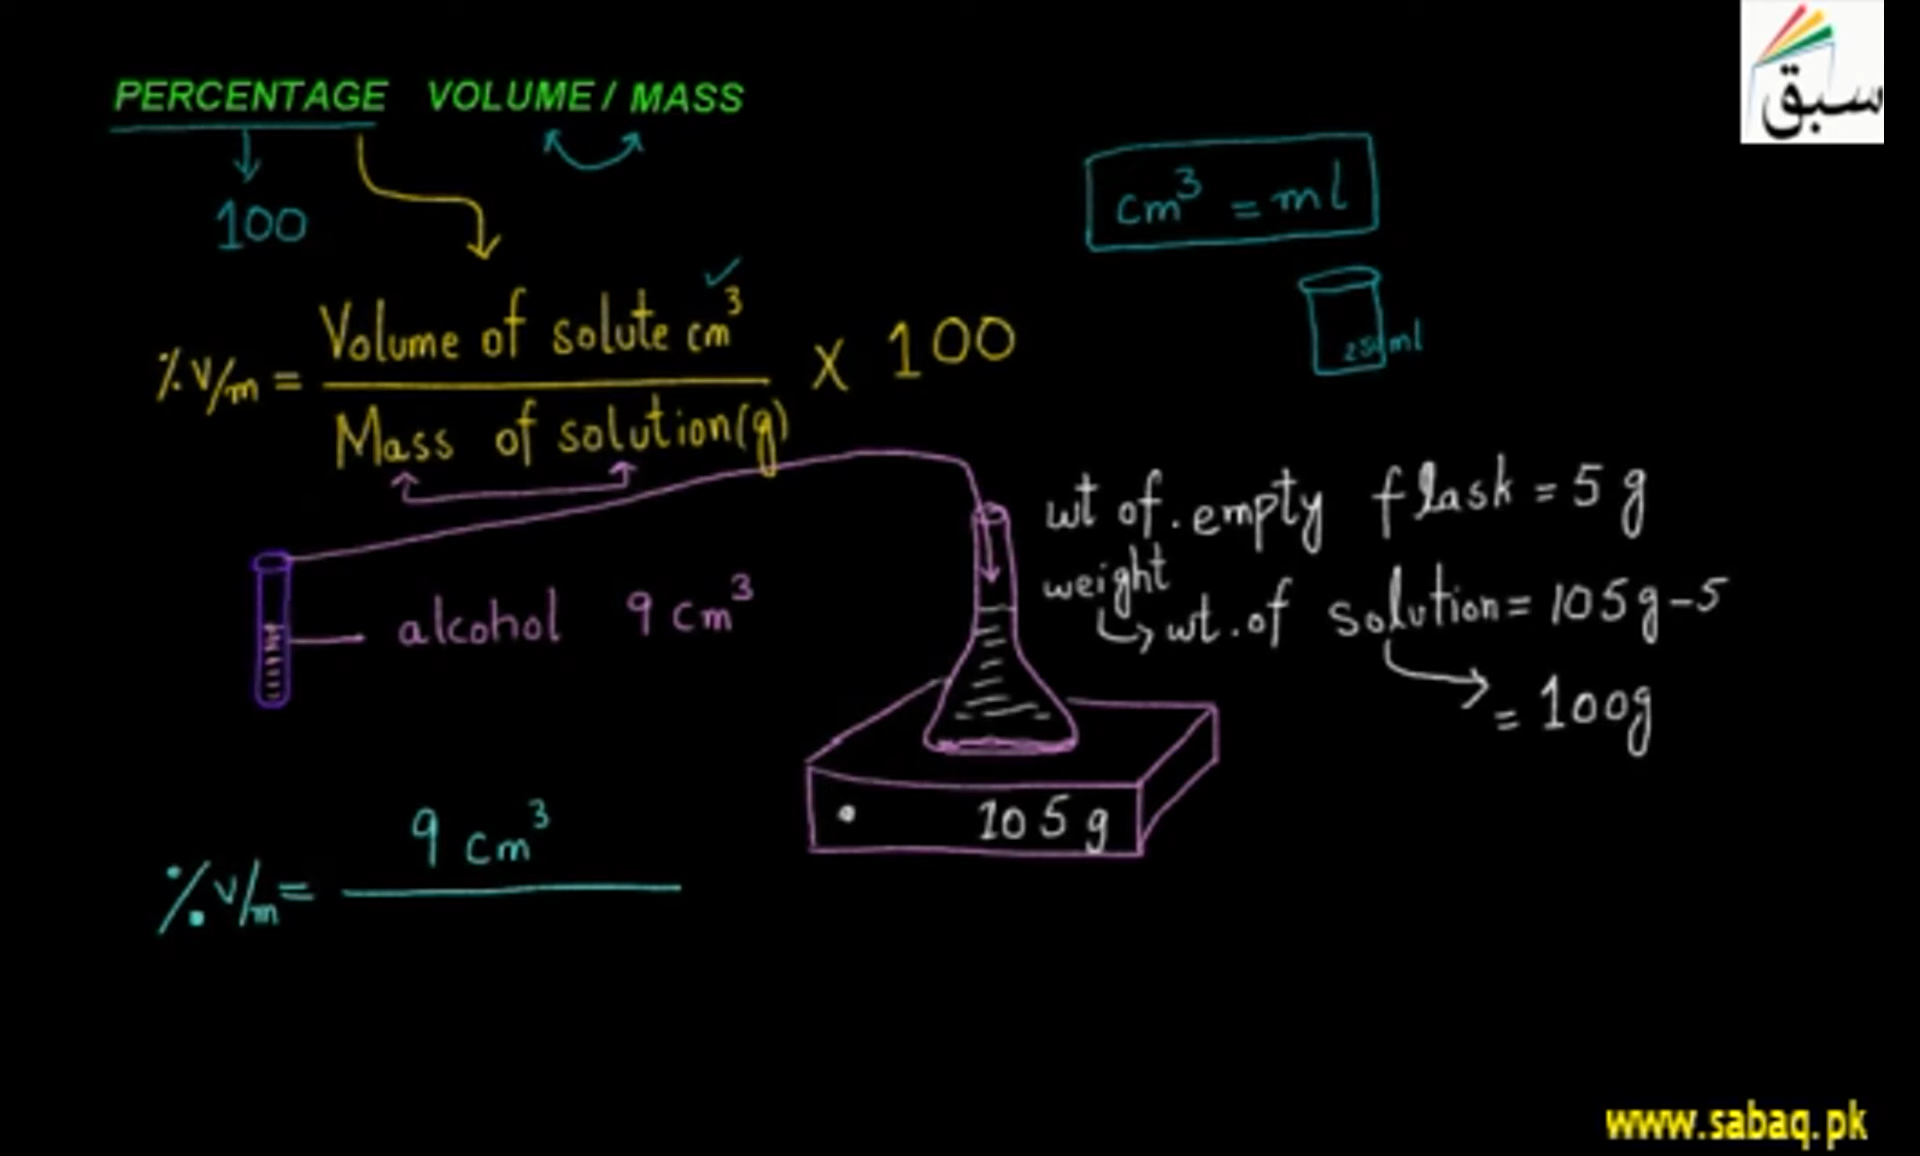 PERCENTAGE VOLUME / MASS
سبق
100
cm³ = ml
250 ml
% v/m = Volume of solute cm³ / Mass of solution(g) X 100
wt of. empty flask = 5 g
weight
wt. of solution = 105g - 5
= 100g
alcohol 9 cm³
105 g
% v/m = 9 cm³
www.sabaq.pk